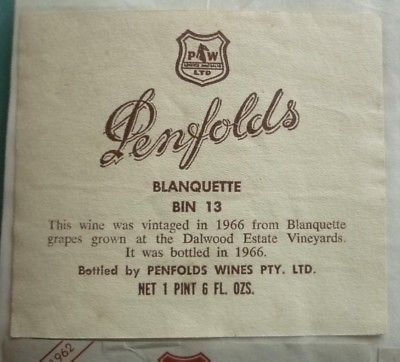 PW
LTD
Penfolds
BLANQUETTE
BIN 13
This wine was vintaged in 1966 from Blanquette
grapes grown at the Dalwood Estate Vineyards.
It was bottled in 1966.
Bottled by PENFOLDS WINES PTY. LTD.
NET 1 PINT 6 FL. OZS.
1962